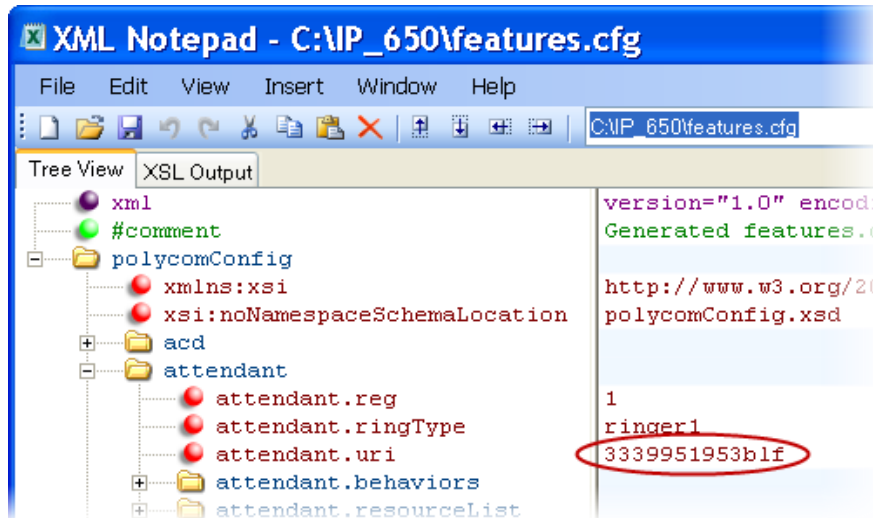 XML Notepad - C:\IP_650\features.cfg
File Edit View Insert Window Help
C:\IP_650\features.cfg
Tree View XSL Output
xml version="1.0" encod
#comment Generated features.
polycomConfig
xmlns:xsi http://www.w3.org/20
xsi:noNamespaceSchemaLocation polycomConfig.xsd
acd
attendant
attendant.reg 1
attendant.ringType ringer1
attendant.uri 3339951953blf
attendant.behaviors
attendant.resourceList